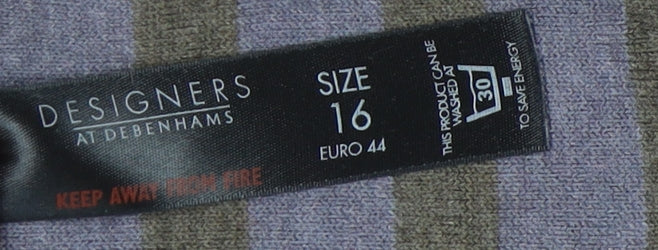 DESIGNERS
AT DEBENHAMS
KEEP AWAY FROM FIRE
SIZE
16
EURO 44
THIS PRODUCT CAN BE
WASHED AT
30
TO SAVE ENERGY